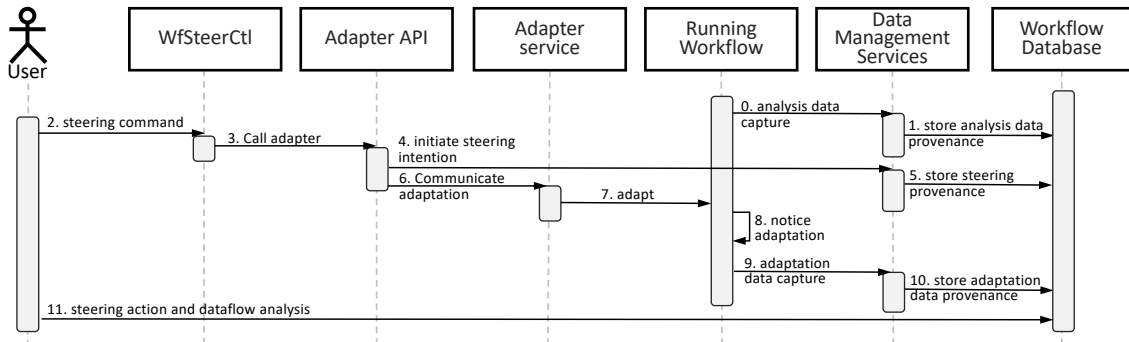 User
WfSteerCtl
Adapter API
Adapter
service
Running
Workflow
Data
Management
Services
Workflow
Database
0. analysis data
capture
1. store analysis data
provenance
2. steering command
3. Call adapter
4. initiate steering
intention
5. store steering
provenance
6. Communicate
adaptation
7. adapt
8. notice
adaptation
9. adaptation
data capture
10. store adaptation
data provenance
11. steering action and dataflow analysis